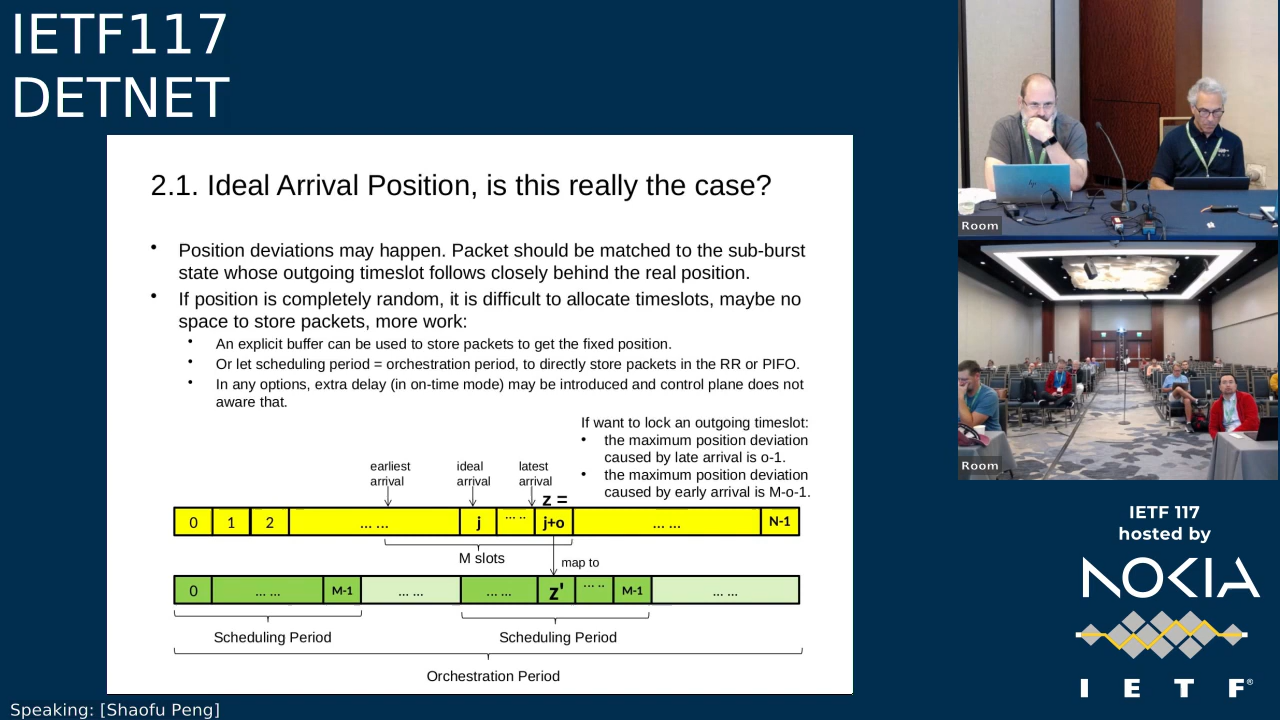 IETF117
DETNET
2.1. Ideal Arrival Position, is this really the case?
• Position deviations may happen. Packet should be matched to the sub-burst
state whose outgoing timeslot follows closely behind the real position.
• If position is completely random, it is difficult to allocate timeslots, maybe no
space to store packets, more work:
• An explicit buffer can be used to store packets to get the fixed position.
• Or let scheduling period = orchestration period, to directly store packets in the RR or PIFO.
• In any options, extra delay (in on-time mode) may be introduced and control plane does not
aware that.
If want to lock an outgoing timeslot:
• the maximum position deviation
caused by late arrival is o-1.
• the maximum position deviation
caused by early arrival is M-o-1.
earliest
arrival
ideal
arrival
latest
arrival
z =
0 1 2 ... ... j ... .. j+o ... ... N-1
M slots
map to
0 ... ... M-1 ... ... ... ... z' ... .. M-1 ... ...
Scheduling Period Scheduling Period
Orchestration Period
Room
Room
IETF 117
hosted by
NOKIA
I E T F®
Speaking: [Shaofu Peng]